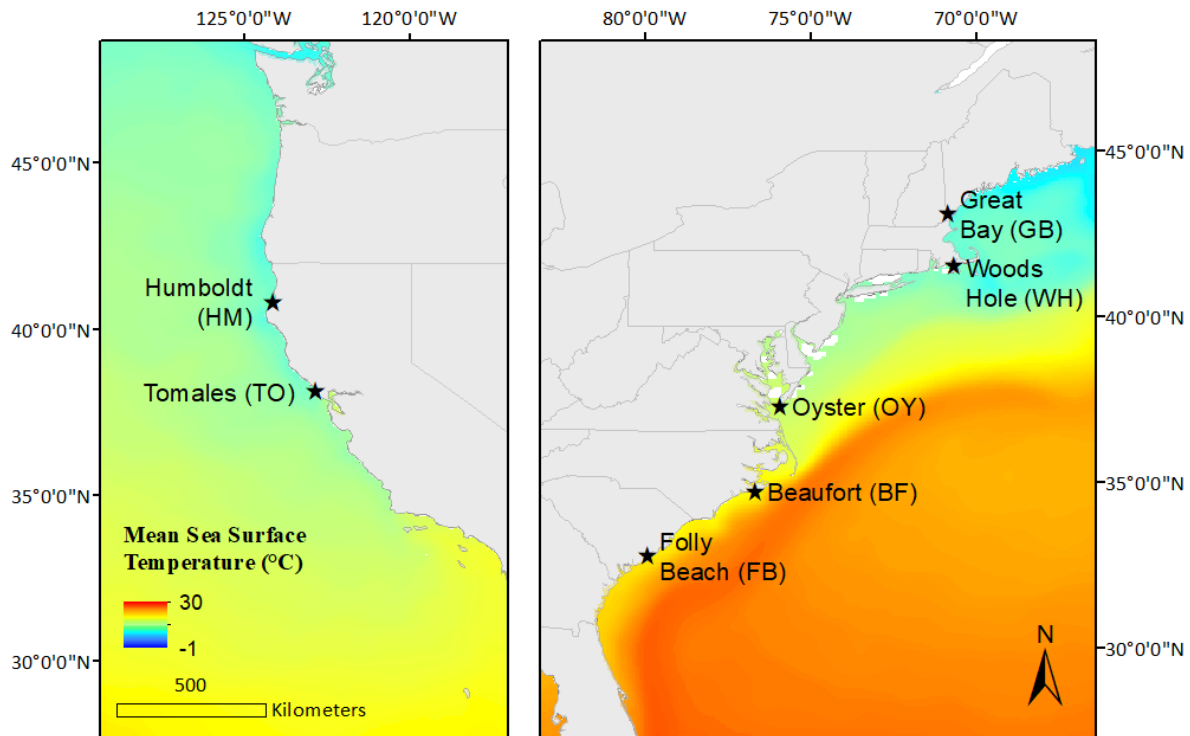 125°0'0"W
120°0'0"W
80°0'0"W
75°0'0"W
70°0'0"W
45°0'0"N
40°0'0"N
35°0'0"N
30°0'0"N
Humboldt
(HM)
Tomales (TO)
Mean Sea Surface
Temperature (°C)
30
-1
500
Kilometers
Great
Bay (GB)
Woods
Hole (WH)
Oyster (OY)
Beaufort (BF)
Folly
Beach (FB)
N
45°0'0"N
40°0'0"N
35°0'0"N
30°0'0"N